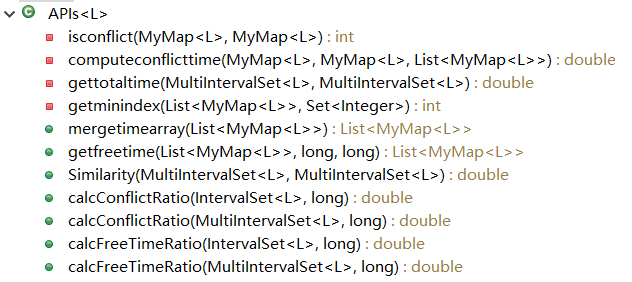 APIs<L>
isconflict(MyMap<L>, MyMap<L>) : int
computeconflicttime(MyMap<L>, MyMap<L>, List<MyMap<L>>) : double
gettotaltime(MultiIntervalSet<L>, MultiIntervalSet<L>) : double
getminindex(List<MyMap<L>>, Set<Integer>) : int
mergetimearray(List<MyMap<L>>) : List<MyMap<L>>
getfreetime(List<MyMap<L>>, long, long) : List<MyMap<L>>
Similarity(MultiIntervalSet<L>, MultiIntervalSet<L>) : double
calcConflictRatio(IntervalSet<L>, long) : double
calcConflictRatio(MultiIntervalSet<L>, long) : double
calcFreeTimeRatio(IntervalSet<L>, long) : double
calcFreeTimeRatio(MultiIntervalSet<L>, long) : double